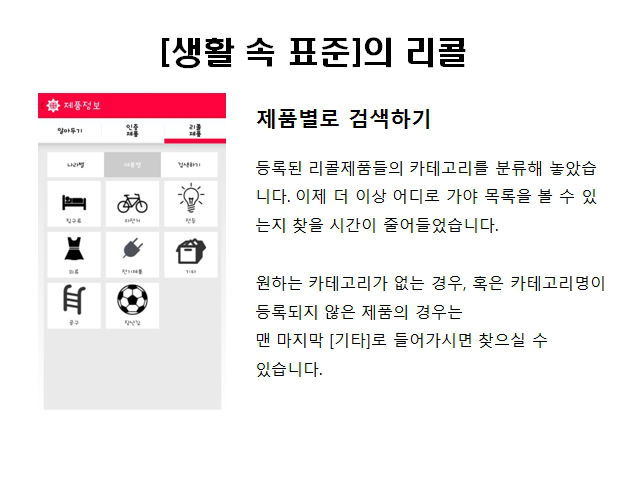 [생활 속 표준]의 리콜
제품정보
알아두기
인증
제품
리콜
제품
나라별
제품별
검색하기
침구류
자전거
전등
의류
전기제품
기타
공구
장난감
제품별로 검색하기
등록된 리콜제품들의 카테고리를 분류해 놓았습
니다. 이제 더 이상 어디로 가야 목록을 볼 수 있
는지 찾을 시간이 줄어들었습니다.
원하는 카테고리가 없는 경우, 혹은 카테고리명이
등록되지 않은 제품의 경우는
맨 마지막 [기타]로 들어가시면 찾으실 수
있습니다.